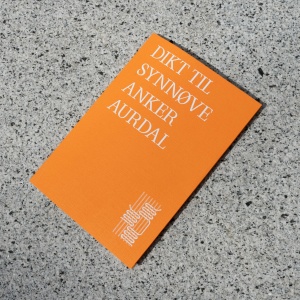 DIKT TIL
SYNNØVE
ANKER
AURDAL